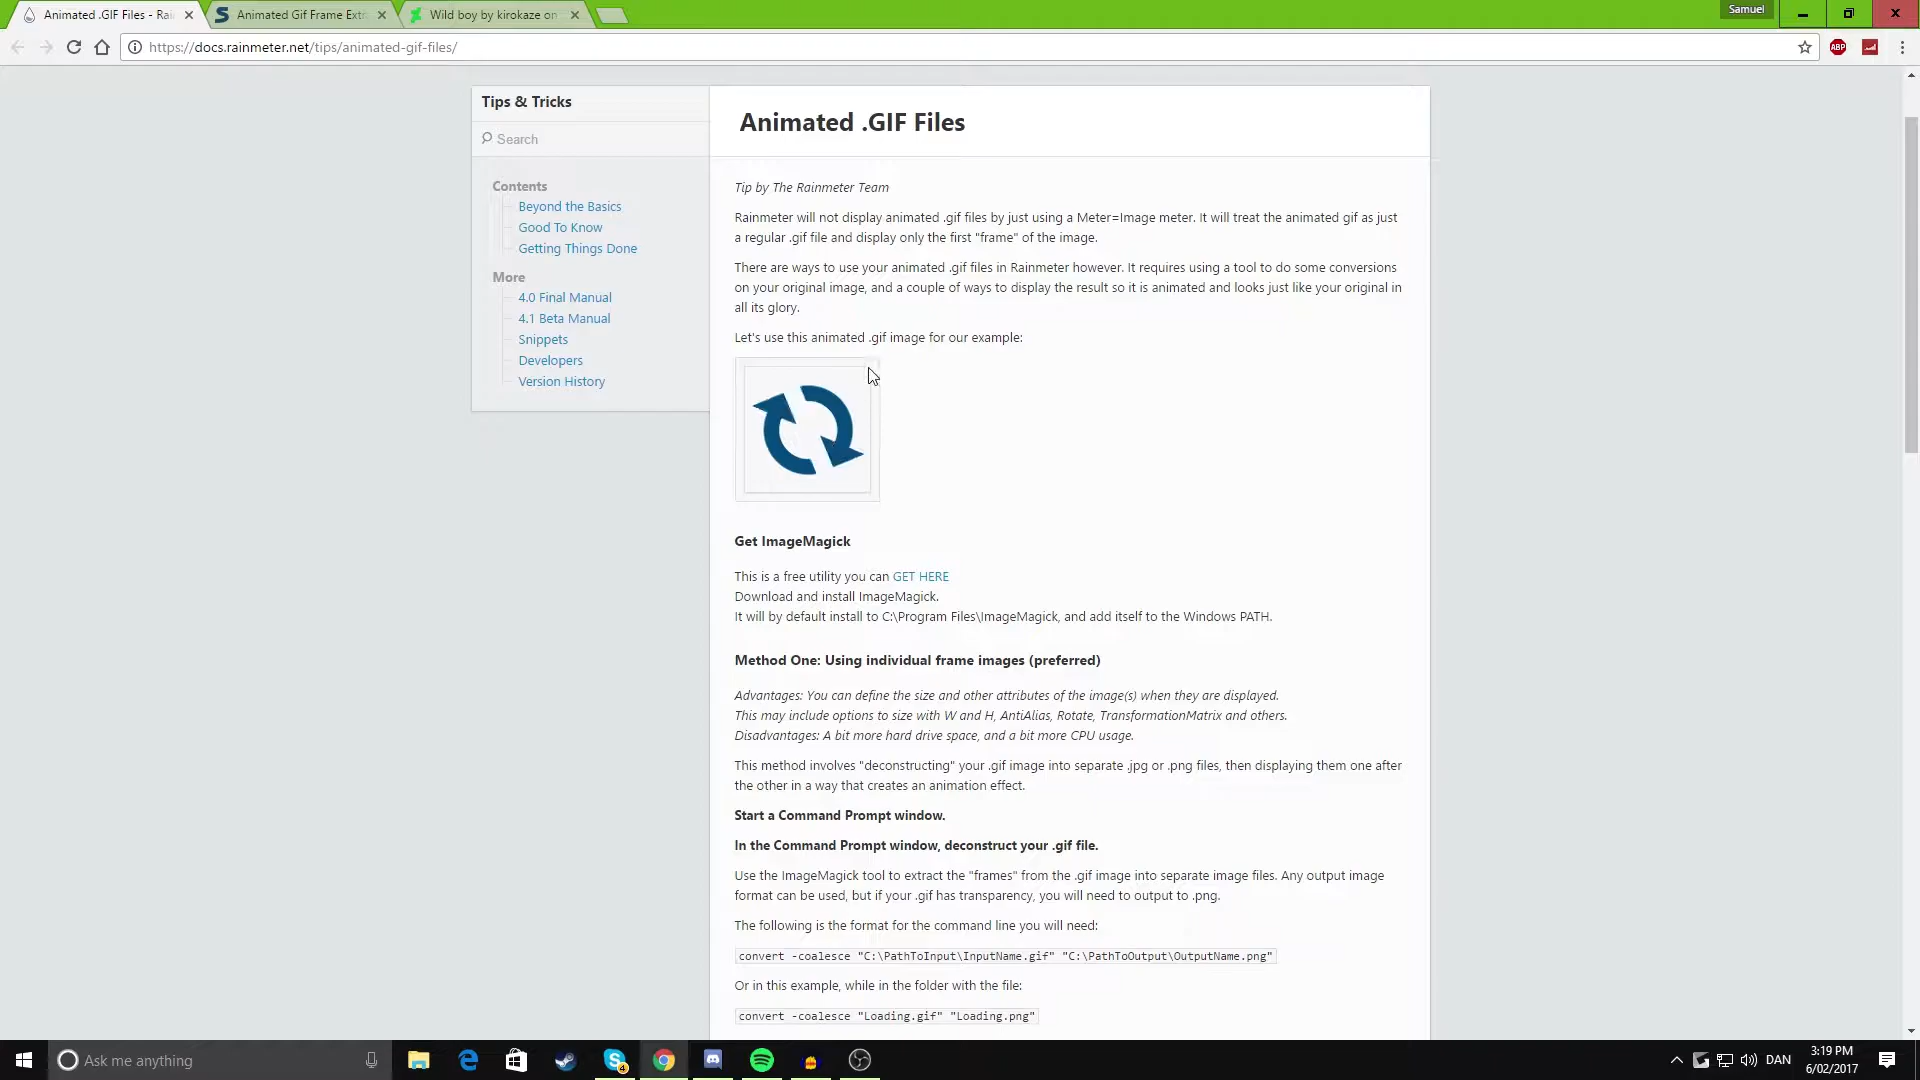 Animated .GIF Files - Rai
Animated Gif Frame Extr
Wild boy by kirokaze on
Samuel
https://docs.rainmeter.net/tips/animated-gif-files/
ABP
Tips & Tricks
Search
Contents
Beyond the Basics
Good To Know
Getting Things Done
More
4.0 Final Manual
4.1 Beta Manual
Snippets
Developers
Version History
Animated .GIF Files
Tip by The Rainmeter Team
Rainmeter will not display animated .gif files by just using a Meter=Image meter. It will treat the animated gif as just
a regular .gif file and display only the first "frame" of the image.
There are ways to use your animated .gif files in Rainmeter however. It requires using a tool to do some conversions
on your original image, and a couple of ways to display the result so it is animated and looks just like your original in
all its glory.
Let's use this animated .gif image for our example:
Get ImageMagick
This is a free utility you can GET HERE
Download and install ImageMagick.
It will by default install to C:\Program Files\ImageMagick, and add itself to the Windows PATH.
Method One: Using individual frame images (preferred)
Advantages: You can define the size and other attributes of the image(s) when they are displayed.
This may include options to size with W and H, AntiAlias, Rotate, TransformationMatrix and others.
Disadvantages: A bit more hard drive space, and a bit more CPU usage.
This method involves "deconstructing" your .gif image into separate .jpg or .png files, then displaying them one after
the other in a way that creates an animation effect.
Start a Command Prompt window.
In the Command Prompt window, deconstruct your .gif file.
Use the ImageMagick tool to extract the "frames" from the .gif image into separate image files. Any output image
format can be used, but if your .gif has transparency, you will need to output to .png.
The following is the format for the command line you will need:
convert -coalesce "C:\PathToInput\InputName.gif" "C:\PathToOutput\OutputName.png"
Or in this example, while in the folder with the file:
convert -coalesce "Loading.gif" "Loading.png"
Ask me anything
4
DAN
3:19 PM
6/02/2017